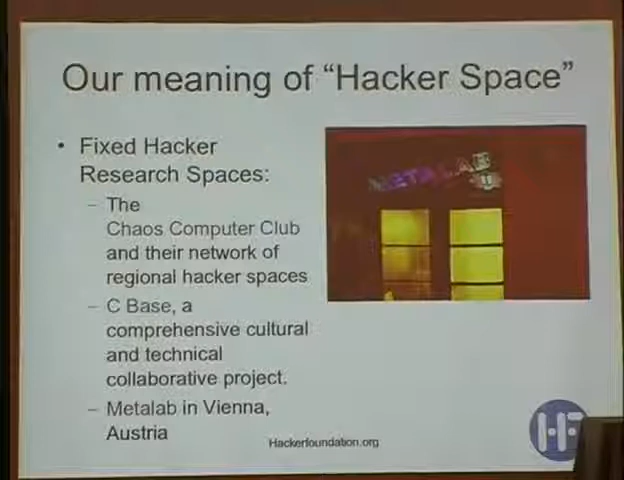 Our meaning of “Hacker Space”
• Fixed Hacker
Research Spaces:
– The
Chaos Computer Club
and their network of
regional hacker spaces
– C Base, a
comprehensive cultural
and technical
collaborative project.
– Metalab in Vienna,
Austria
METALAB
Hackerfoundation.org
HF